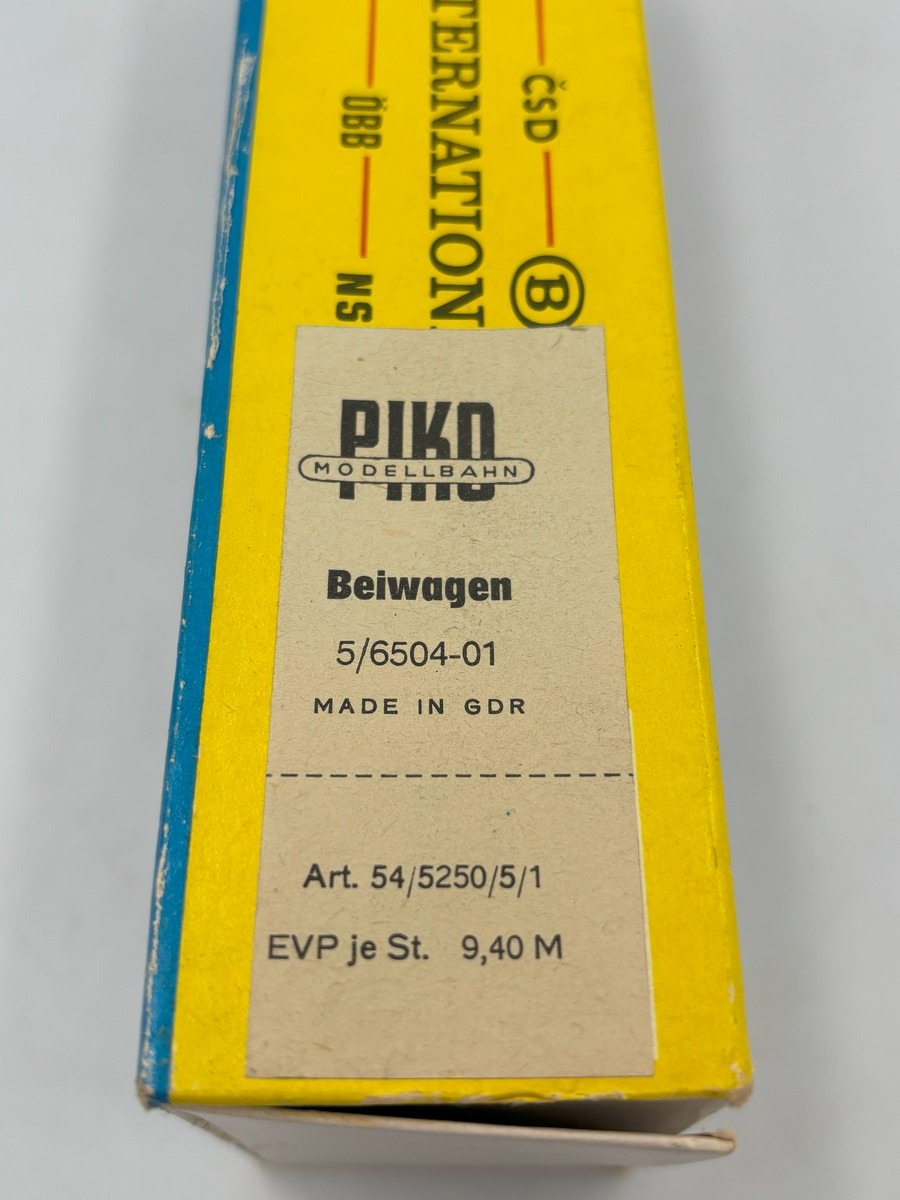 ČSD
B
TERNATION
ÖBB
NS
PIKO
MODELLBAHN
Beiwagen
5/6504-01
MADE IN GDR
Art. 54/5250/5/1
EVP je St. 9,40 M